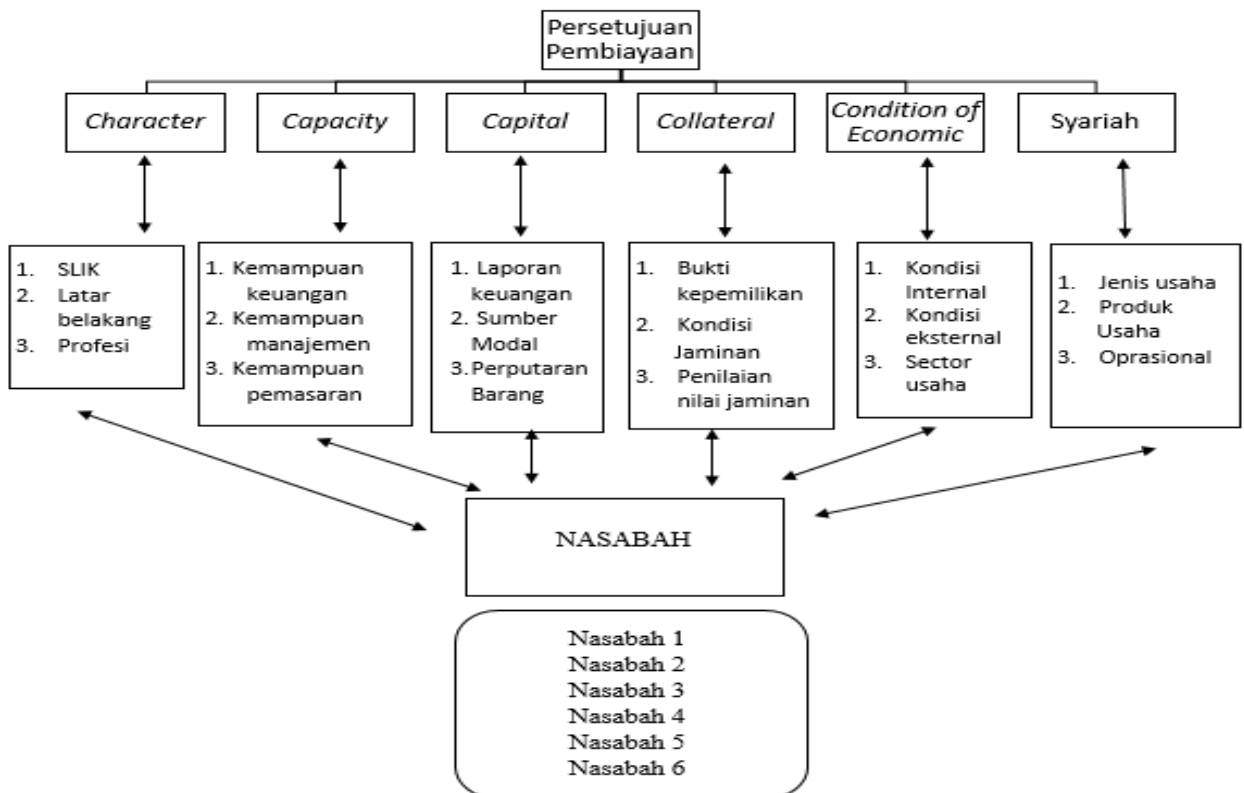 Persetujuan
Pembiayaan
Character
Capacity
Capital
Collateral
Condition of
Economic
Syariah
1. SLIK
2. Latar
belakang
3. Profesi
1. Kemampuan
keuangan
2. Kemampuan
manajemen
3. Kemampuan
pemasaran
1. Laporan
keuangan
2. Sumber
Modal
3. Perputaran
Barang
1. Bukti
kepemilikan
2. Kondisi
Jaminan
3. Penilaian
nilai jaminan
1. Kondisi
Internal
2. Kondisi
eksternal
3. Sector
usaha
1. Jenis usaha
2. Produk
Usaha
3. Oprasional
NASABAH
Nasabah 1
Nasabah 2
Nasabah 3
Nasabah 4
Nasabah 5
Nasabah 6